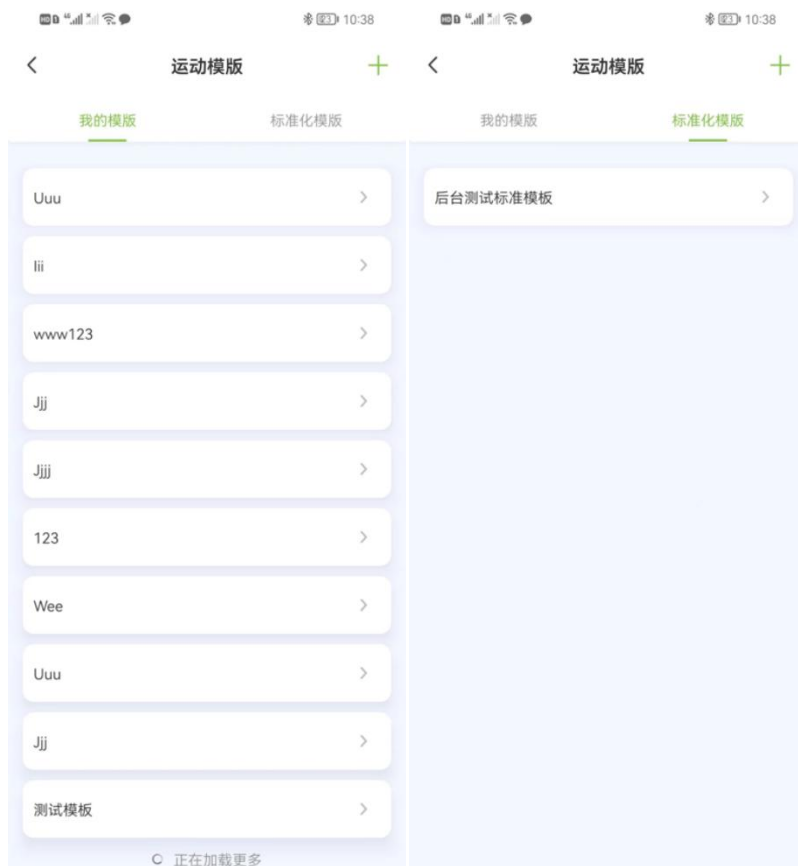 10:38
运动模版
我的模版 标准化模版
Uuu
Iii
www123
Jjj
Jjjj
123
Wee
Uuu
Jjj
测试模板
正在加载更多
10:38
运动模版
我的模版 标准化模版
后台测试标准模板